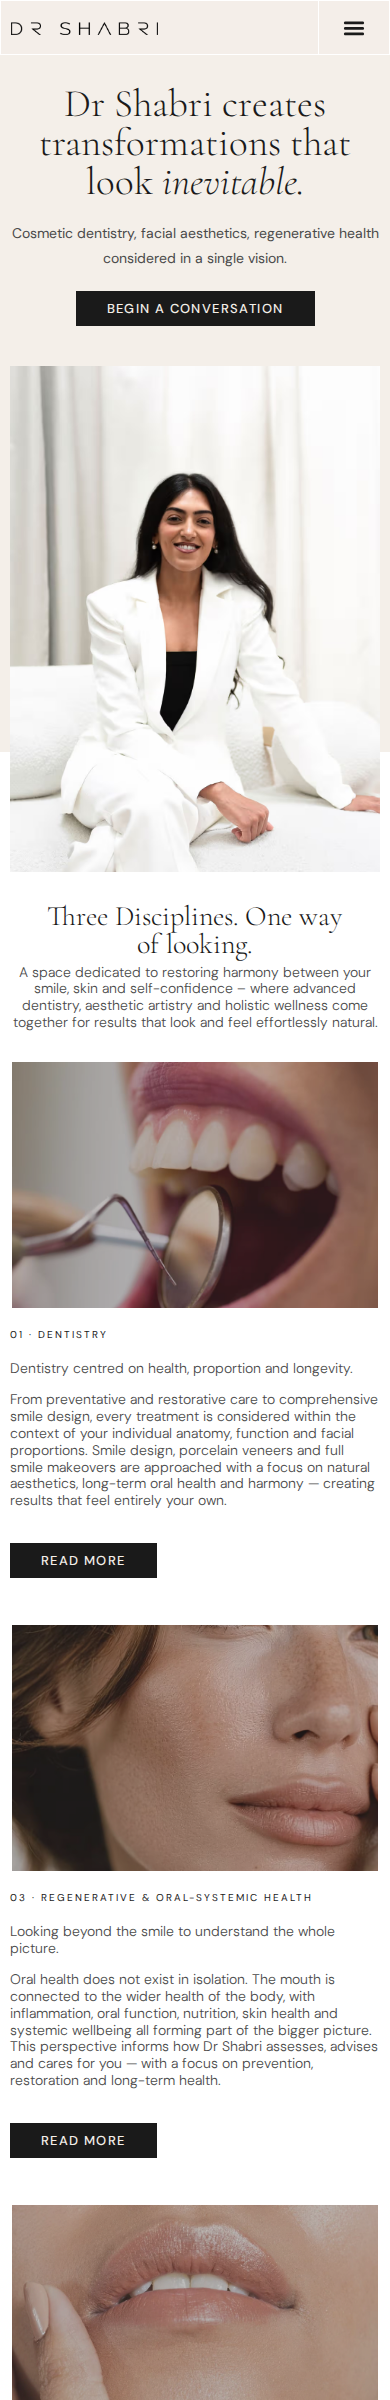 DR SHABRI
Dr Shabri creates
transformations that
look inevitable.
Cosmetic dentistry, facial aesthetics, regenerative health
considered in a single vision.
BEGIN A CONVERSATION
Three Disciplines. One way
of looking.
A space dedicated to restoring harmony between your
smile, skin and self-confidence – where advanced
dentistry, aesthetic artistry and holistic wellness come
together for results that look and feel effortlessly natural.
01 · DENTISTRY
Dentistry centred on health, proportion and longevity.
From preventative and restorative care to comprehensive
smile design, every treatment is considered within the
context of your individual anatomy, function and facial
proportions. Smile design, porcelain veneers and full
smile makeovers are approached with a focus on natural
aesthetics, long-term oral health and harmony — creating
results that feel entirely your own.
READ MORE
03 · REGENERATIVE & ORAL-SYSTEMIC HEALTH
Looking beyond the smile to understand the whole
picture.
Oral health does not exist in isolation. The mouth is
connected to the wider health of the body, with
inflammation, oral function, nutrition, skin health and
systemic wellbeing all forming part of the bigger picture.
This perspective informs how Dr Shabri assesses, advises
and cares for you — with a focus on prevention,
restoration and long-term health.
READ MORE